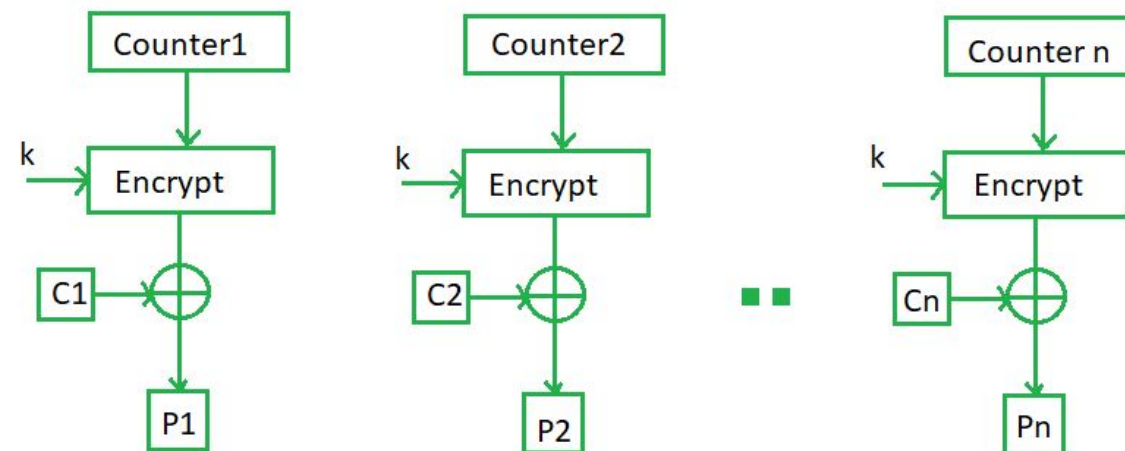 Counter1
Counter2
Counter n
k
Encrypt
k
Encrypt
k
Encrypt
C1
C2
Cn
P1
P2
Pn